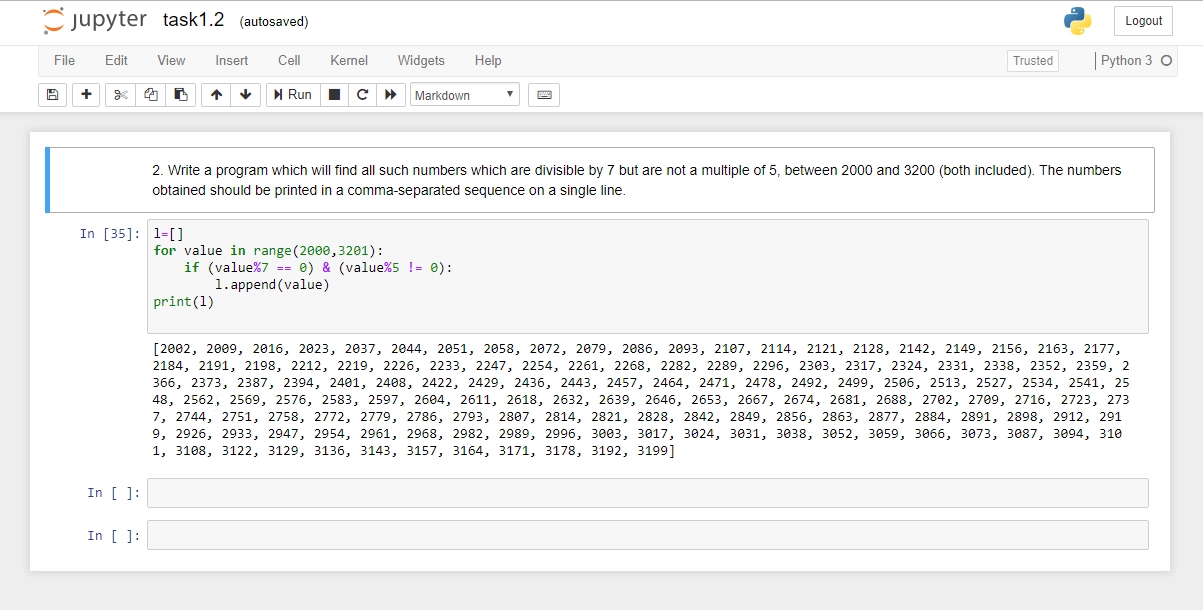 jupyter task1.2 (autosaved) Logout
File Edit View Insert Cell Kernel Widgets Help Trusted Python 3
Run Markdown
2. Write a program which will find all such numbers which are divisible by 7 but are not a multiple of 5, between 2000 and 3200 (both included). The numbers
obtained should be printed in a comma-separated sequence on a single line.
In [35]: l=[]
for value in range(2000,3201):
    if (value%7 == 0) & (value%5 != 0):
        l.append(value)
print(l)
[2002, 2009, 2016, 2023, 2037, 2044, 2051, 2058, 2072, 2079, 2086, 2093, 2107, 2114, 2121, 2128, 2142, 2149, 2156, 2163, 2177,
2184, 2191, 2198, 2212, 2219, 2226, 2233, 2247, 2254, 2261, 2268, 2282, 2289, 2296, 2303, 2317, 2324, 2331, 2338, 2352, 2359, 2
366, 2373, 2387, 2394, 2401, 2408, 2422, 2429, 2436, 2443, 2457, 2464, 2471, 2478, 2492, 2499, 2506, 2513, 2527, 2534, 2541, 25
48, 2562, 2569, 2576, 2583, 2597, 2604, 2611, 2618, 2632, 2639, 2646, 2653, 2667, 2674, 2681, 2688, 2702, 2709, 2716, 2723, 273
7, 2744, 2751, 2758, 2772, 2779, 2786, 2793, 2807, 2814, 2821, 2828, 2842, 2849, 2856, 2863, 2877, 2884, 2891, 2898, 2912, 291
9, 2926, 2933, 2947, 2954, 2961, 2968, 2982, 2989, 2996, 3003, 3017, 3024, 3031, 3038, 3052, 3059, 3066, 3073, 3087, 3094, 310
1, 3108, 3122, 3129, 3136, 3143, 3157, 3164, 3171, 3178, 3192, 3199]
In [ ]:
In [ ]: